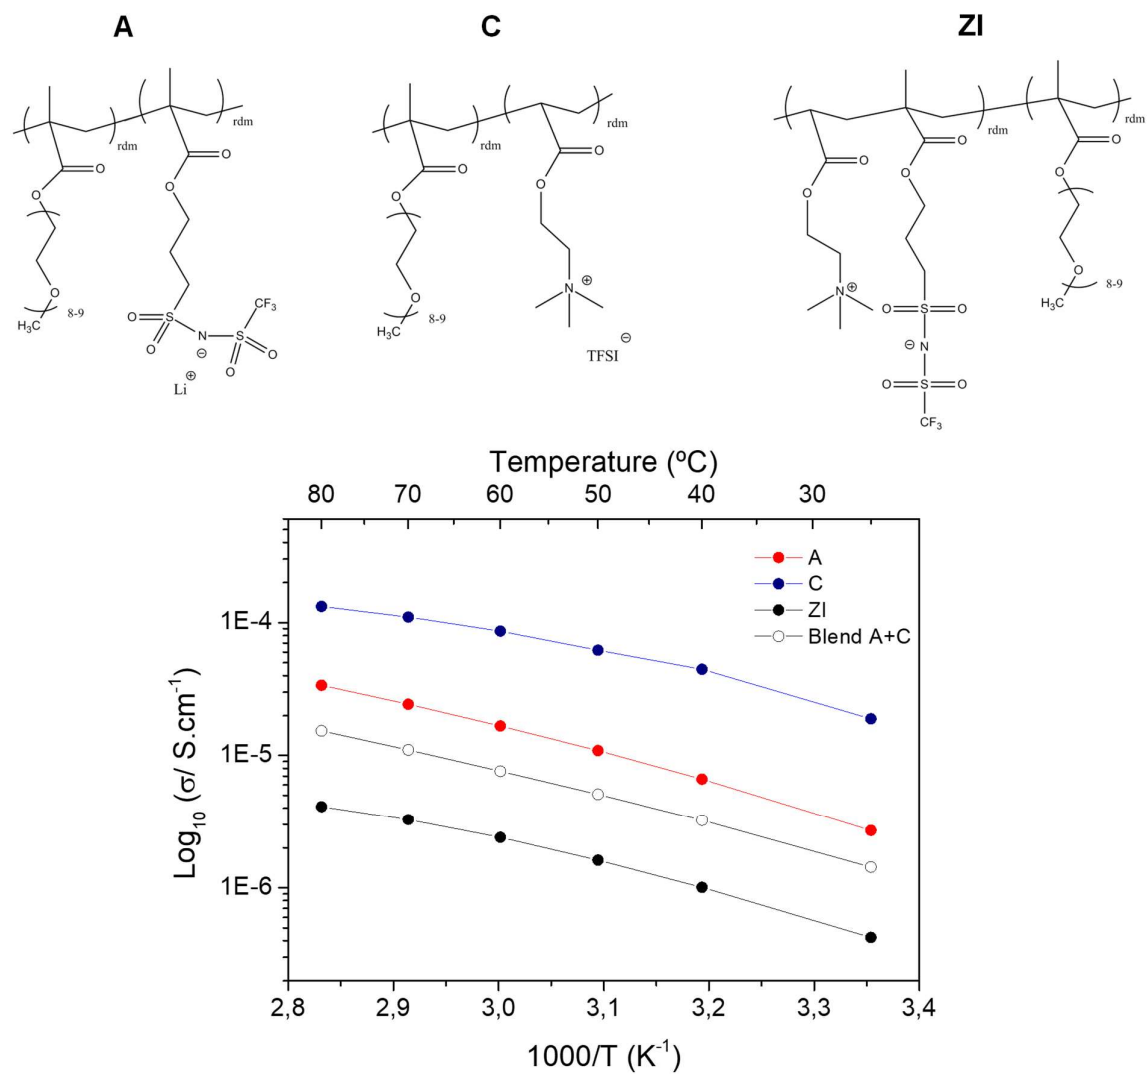 A
C
ZI
rdm
rdm
rdm
rdm
rdm
rdm
O
O
O
O
O
O
O
O
8-9
H₃C
O
O
O
S
N
⊖
S
CF₃
O
O
Li
⊕
O
O
O
O
O
8-9
H₃C
N
⊕
TFSI
⊖
O
O
O
O
O
O
O
8-9
H₃C
N
⊕
O
S
O
⊖
N
O
S
O
CF₃
Temperature (ºC)
80 70 60 50 40 30
A
C
ZI
Blend A+C
1E-4
1E-5
1E-6
Log₁₀ (σ/ S.cm⁻¹)
2,8 2,9 3,0 3,1 3,2 3,3 3,4
1000/T (K⁻¹)